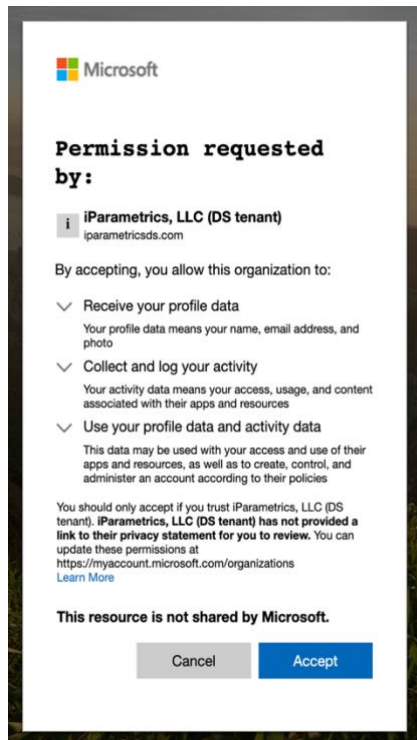 Microsoft
Permission requested
by:
i
iParametrics, LLC (DS tenant)
iparametricsds.com
By accepting, you allow this organization to:
Receive your profile data
Your profile data means your name, email address, and
photo
Collect and log your activity
Your activity data means your access, usage, and content
associated with their apps and resources
Use your profile data and activity data
This data may be used with your access and use of their
apps and resources, as well as to create, control, and
administer an account according to their policies
You should only accept if you trust iParametrics, LLC (DS
tenant). iParametrics, LLC (DS tenant) has not provided a
link to their privacy statement for you to review. You can
update these permissions at
https://myaccount.microsoft.com/organizations
Learn More
This resource is not shared by Microsoft.
Cancel
Accept